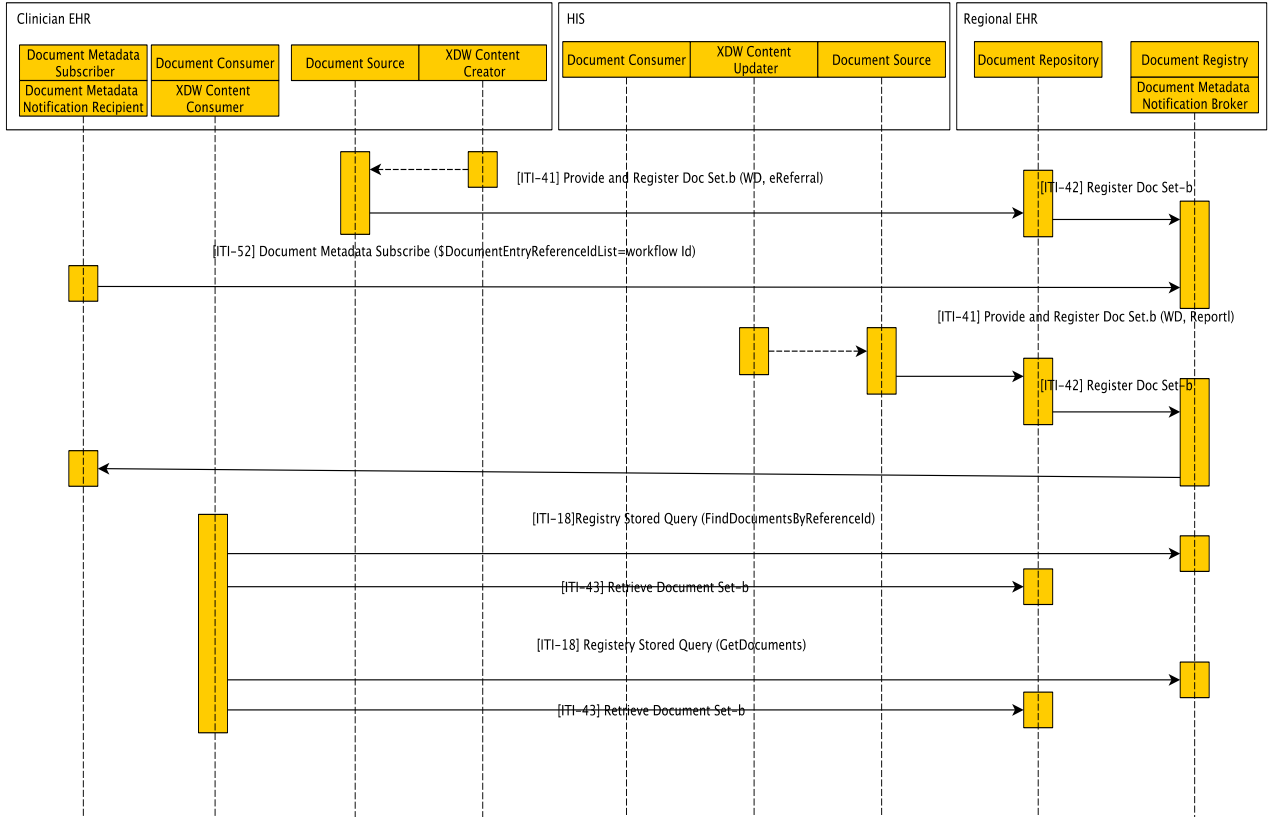 Clinician EHR
HIS
Regional EHR
Document Metadata
Subscriber
Document Metadata
Notification Recipient
Document Consumer
XDW Content
Consumer
Document Source
XDW Content
Creator
Document Consumer
XDW Content
Updater
Document Source
Document Repository
Document Registry
Document Metadata
Notification Broker
[ITI-41] Provide and Register Doc Set.b (WD, eReferral)
[ITI-42] Register Doc Set-b
[ITI-52] Document Metadata Subscribe ($DocumentEntryReferenceIdList=workflow Id)
[ITI-41] Provide and Register Doc Set.b (WD, Reportl)
[ITI-42] Register Doc Set-b
[ITI-18]Registry Stored Query (FindDocumentsByReferenceId)
[ITI-43] Retrieve Document Set-b
[ITI-18] Registery Stored Query (GetDocuments)
[ITI-43] Retrieve Document Set-b